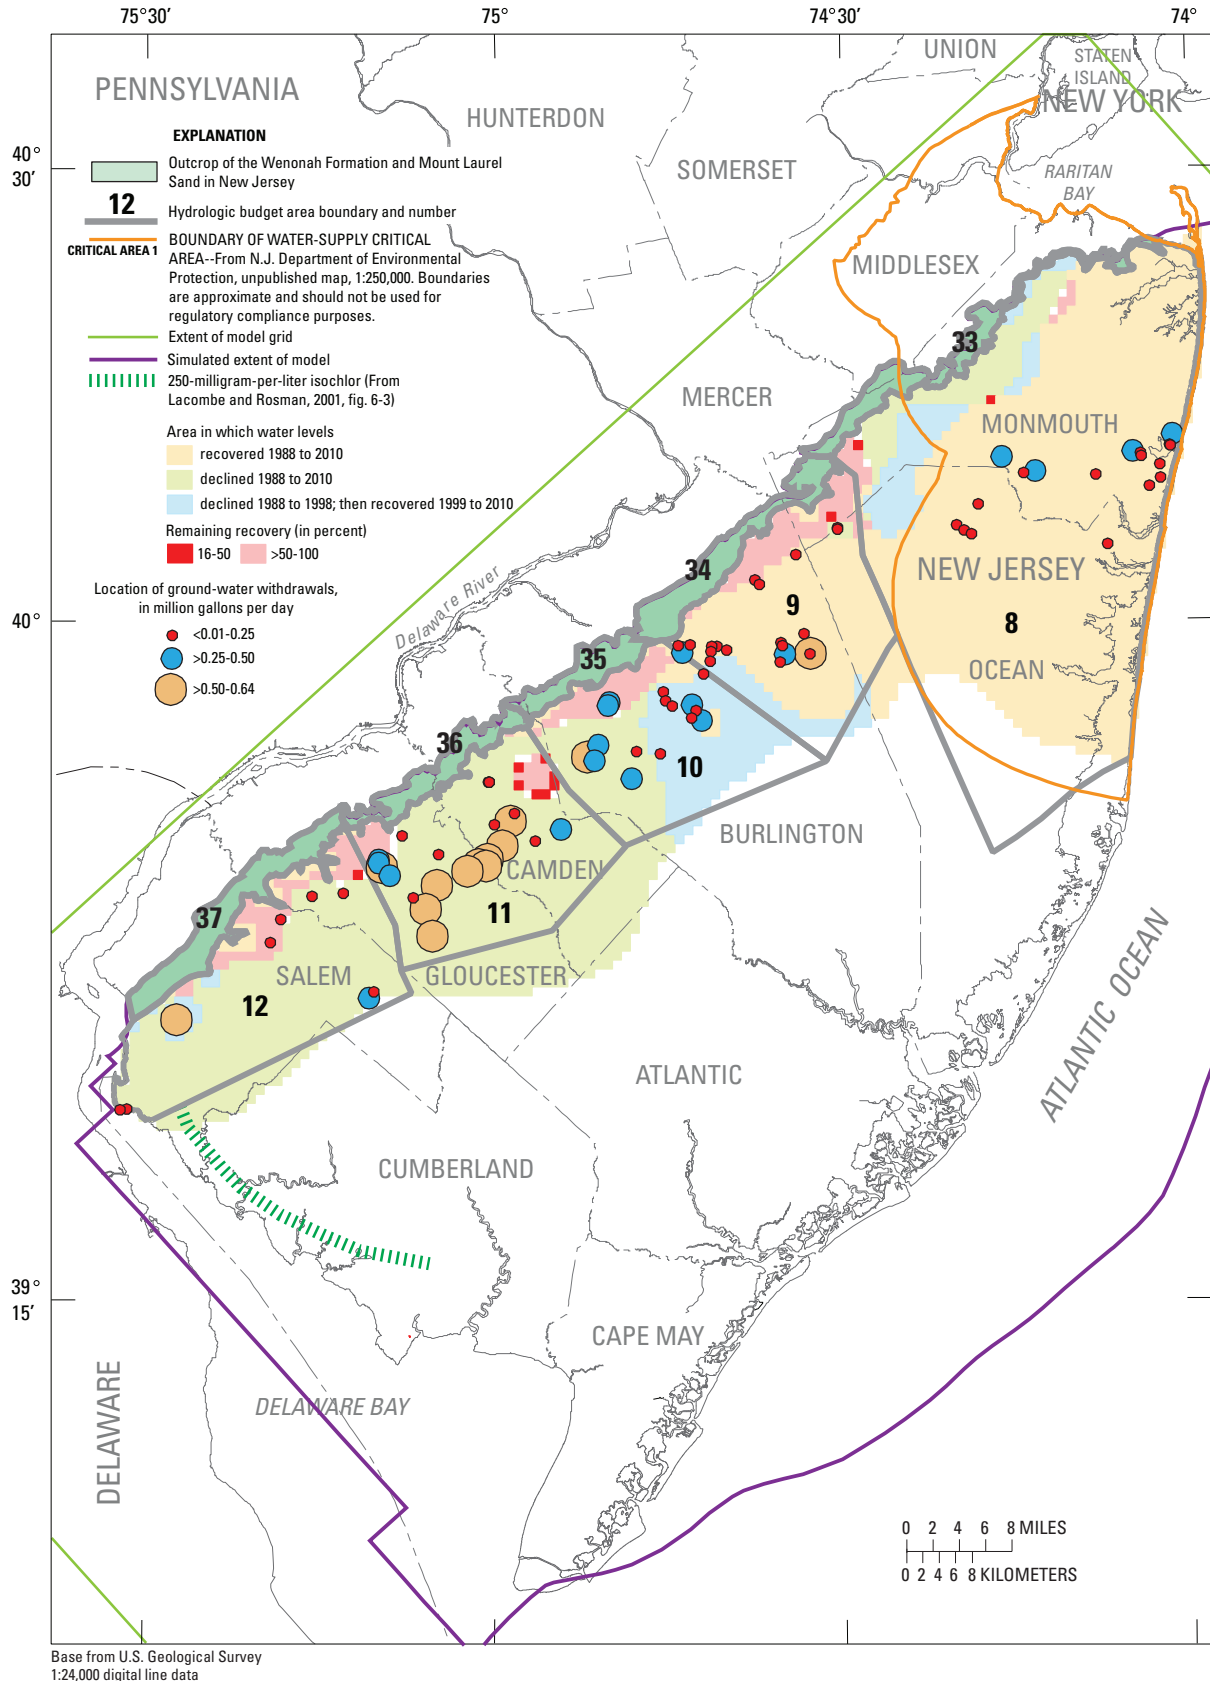 75°30'
75°
74°30'
74°
UNION
STATEN
ISLAND
NEW YORK
PENNSYLVANIA
HUNTERDON
EXPLANATION
40°
30'
Outcrop of the Wenonah Formation and Mount Laurel
Sand in New Jersey
SOMERSET
RARITAN
BAY
12
Hydrologic budget area boundary and number
CRITICAL AREA 1
BOUNDARY OF WATER-SUPPLY CRITICAL
AREA--From N.J. Department of Environmental
Protection, unpublished map, 1:250,000. Boundaries
are approximate and should not be used for
regulatory compliance purposes.
MIDDLESEX
Extent of model grid
33
Simulated extent of model
250-milligram-per-liter isochlor (From
Lacombe and Rosman, 2001, fig. 6-3)
MERCER
MONMOUTH
Area in which water levels
recovered 1988 to 2010
declined 1988 to 2010
declined 1988 to 1998; then recovered 1999 to 2010
Remaining recovery (in percent)
16-50
>50-100
34
NEW JERSEY
Location of ground-water withdrawals,
in million gallons per day
<0.01-0.25
>0.25-0.50
>0.50-0.64
Delaware River
40°
9
8
35
OCEAN
36
10
BURLINGTON
CAMDEN
37
11
SALEM
GLOUCESTER
12
ATLANTIC OCEAN
ATLANTIC
CUMBERLAND
39°
15'
CAPE MAY
DELAWARE
DELAWARE BAY
0 2 4 6 8 MILES
0 2 4 6 8 KILOMETERS
Base from U.S. Geological Survey
1:24,000 digital line data